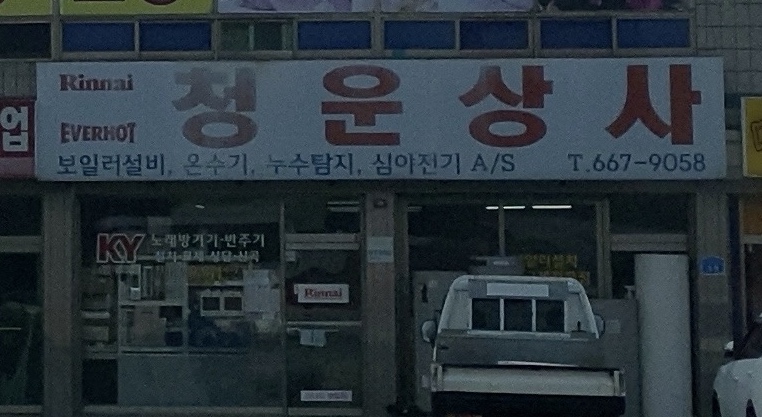 Rinnai
EVERHOT
청운상사
보일러설비, 온수기, 누수탐지, 심야전기 A/S T.667-9058
업
KY 노래방기기·반주기
Rinnai